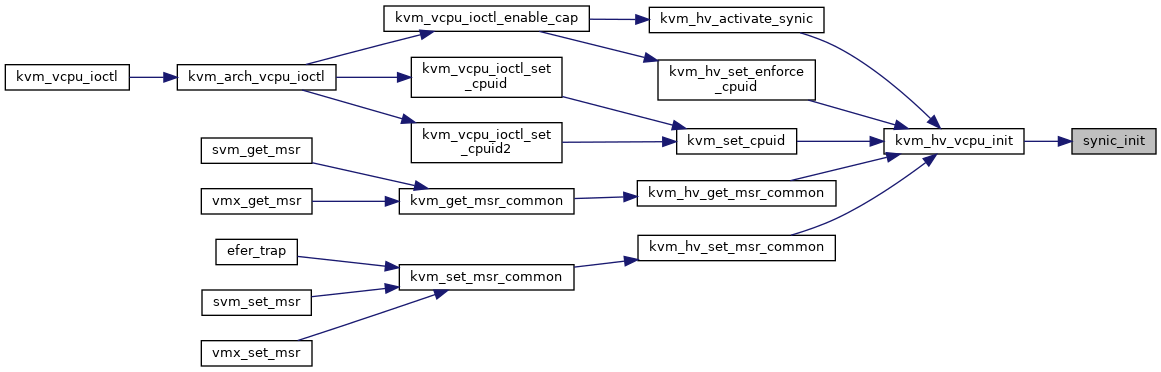 kvm_vcpu_ioctl
kvm_arch_vcpu_ioctl
kvm_vcpu_ioctl_enable_cap
kvm_vcpu_ioctl_set
_cpuid
kvm_vcpu_ioctl_set
_cpuid2
kvm_hv_activate_synic
kvm_hv_set_enforce
_cpuid
kvm_set_cpuid
kvm_hv_vcpu_init
synic_init
svm_get_msr
vmx_get_msr
kvm_get_msr_common
kvm_hv_get_msr_common
efer_trap
svm_set_msr
vmx_set_msr
kvm_set_msr_common
kvm_hv_set_msr_common